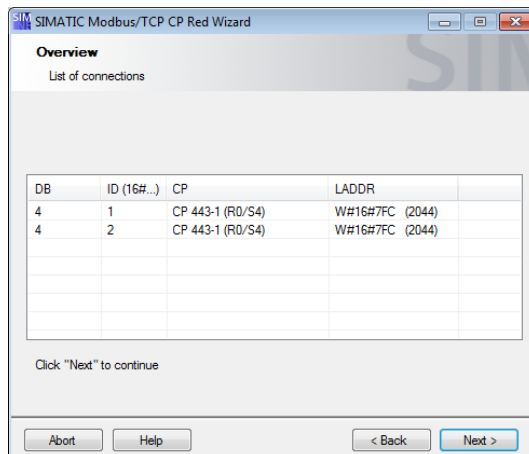 SIMATIC Modbus/TCP CP Red Wizard
Overview
List of connections
DB ID (16#...) CP LADDR
4 1 CP 443-1 (R0/S4) W#16#7FC (2044)
4 2 CP 443-1 (R0/S4) W#16#7FC (2044)
Click "Next" to continue
Abort Help < Back Next >